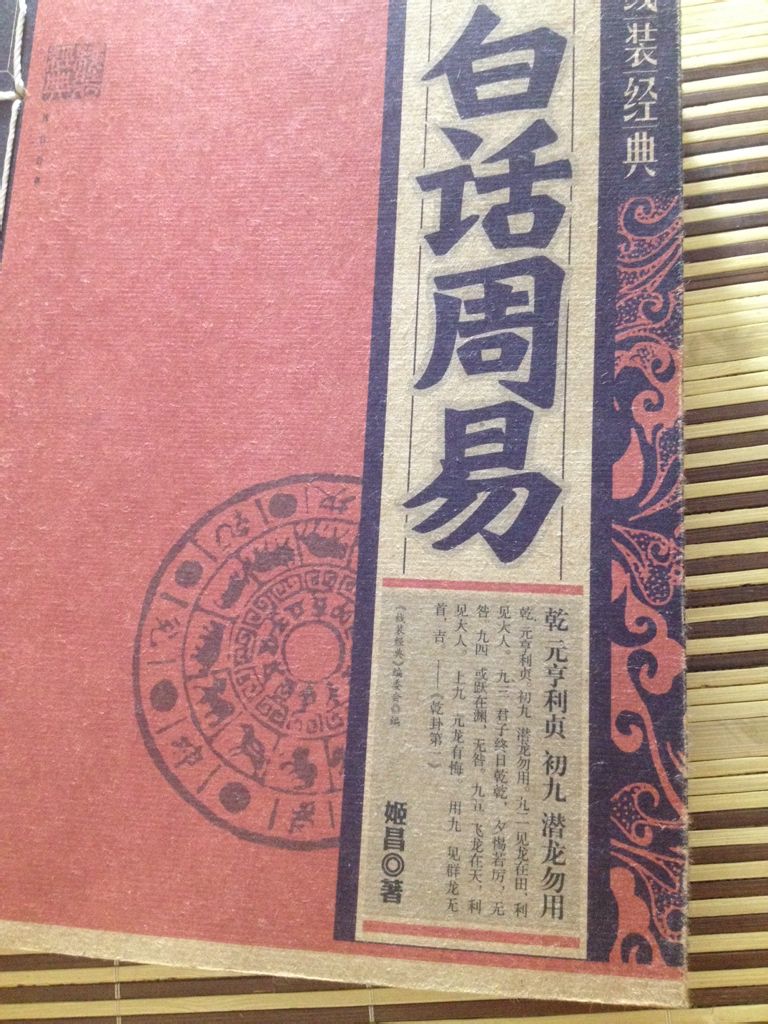 线装经典
白话周易
乾 元亨利贞 初九 潜龙勿用
乾 元亨利贞。初九 潜龙勿用。九二 见龙在田，利
见大人。 九三 君子终日乾乾，夕惕若厉，无
咎 九四 或跃在渊，无咎。九五 飞龙在天，利
见大人。 上九 亢龙有悔。 用九 见群龙无
首，吉。——《乾卦第一》
《线装经典》编委会◎编
姬昌◎著